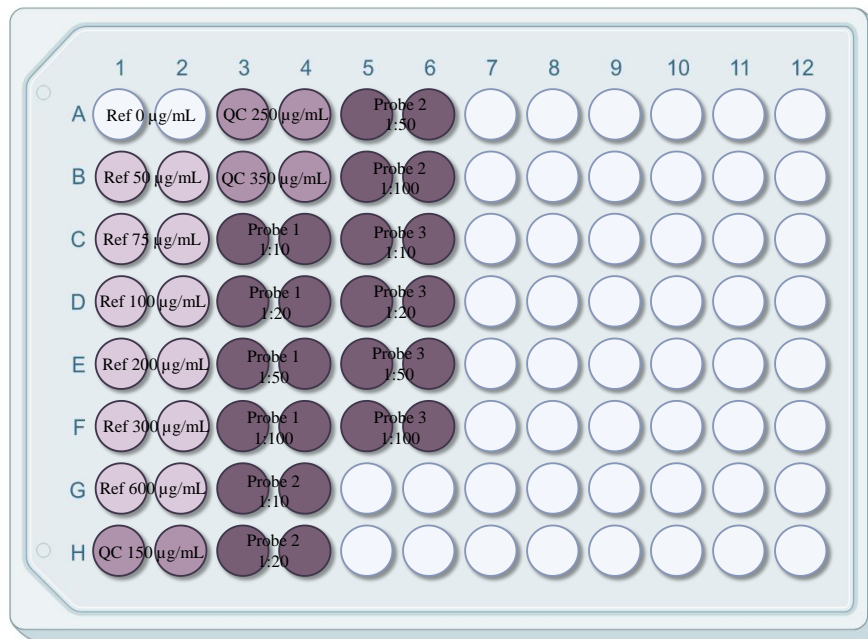 1 2 3 4 5 6 7 8 9 10 11 12
A Ref 0 µg/mL QC 250 µg/mL Probe 2
1:50
B Ref 50 µg/mL QC 350 µg/mL Probe 2
1:100
C Ref 75 µg/mL Probe 1 Probe 3
1:10 1:10
D Ref 100 µg/mL Probe 1 Probe 3
1:20 1:20
E Ref 200 µg/mL Probe 1 Probe 3
1:50 1:50
F Ref 300 µg/mL Probe 1 Probe 3
1:100 1:100
G Ref 600 µg/mL Probe 2
1:10
H QC 150 µg/mL Probe 2
1:20